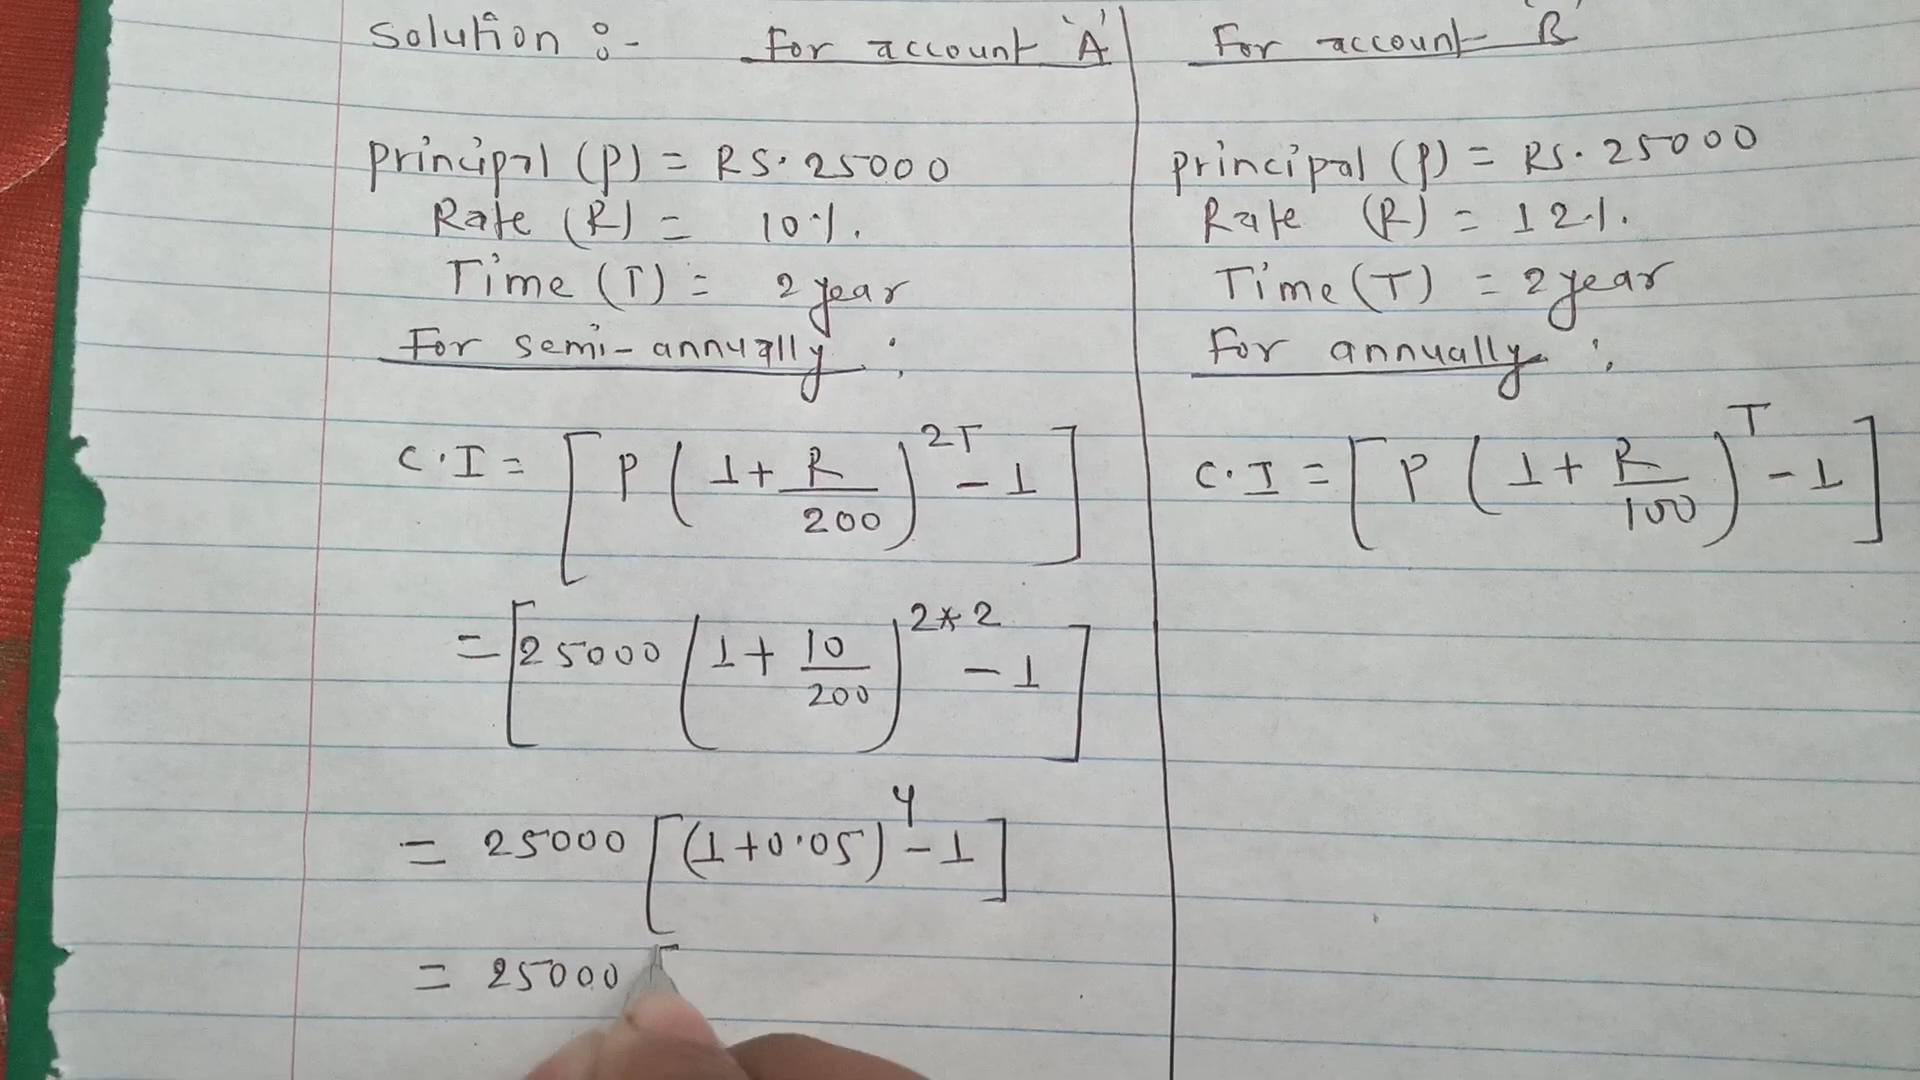 Solution :- For account 'A'
Principal (P) = RS. 25000
Rate (R) = 10%.
Time (T) = 2 year
For semi-annually :
C.I = [P(1+R/200)^2T - 1]
= [25000(1+10/200)^2*2 - 1]
= 25000[(1+0.05)^4 - 1]
= 25000 [
For account 'B'
principal (P) = RS. 25000
Rate (R) = 12%.
Time (T) = 2 year
For annually :
C.I = [P(1+R/100)^T - 1]